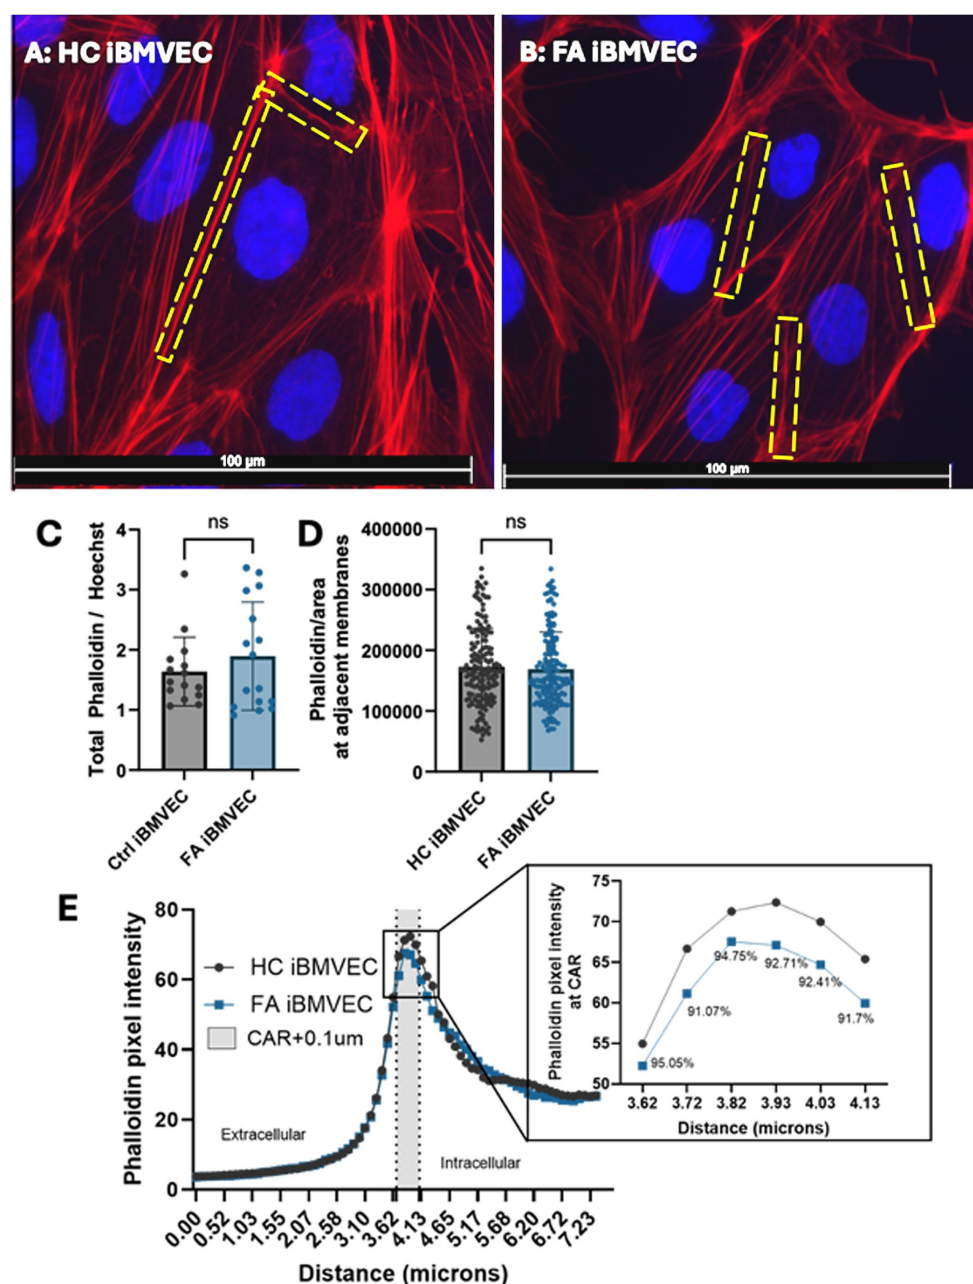 A: HC iBMVEC
B: FA iBMVEC
100 µm
100 µm
C
ns
Total Phalloidin / Hoechst
4
3
2
1
0
Ctrl iBMVEC
FA iBMVEC
D
ns
Phalloidin/area
at adjacent membranes
400000
300000
200000
100000
0
HC iBMVEC
FA iBMVEC
E
Phalloidin pixel intensity
80
60
40
20
0
HC iBMVEC
FA iBMVEC
CAR+0.1um
Extracellular
Intracellular
0.00
0.52
1.03
1.55
2.07
2.58
3.10
3.62
4.13
4.65
5.17
5.68
6.20
6.72
7.23
Distance (microns)
Phalloidin pixel intensity
at CAR
75
70
65
60
55
50
95.05%
91.07%
94.75%
92.71%
92.41%
91.7%
3.62
3.72
3.82
3.93
4.03
4.13
Distance (microns)